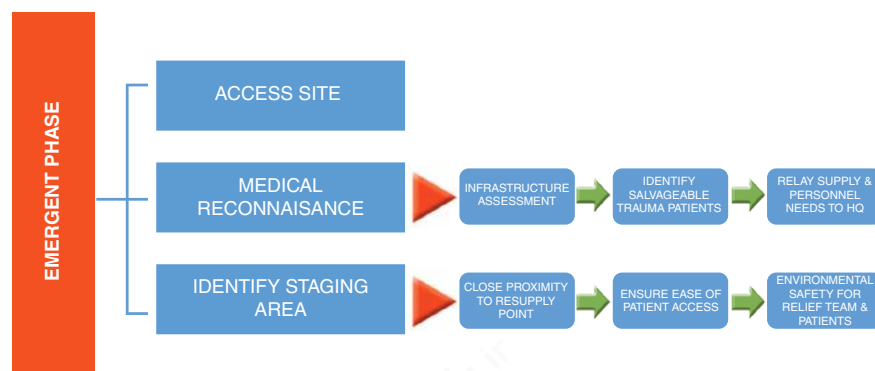 EMERGENT PHASE
ACCESS SITE
MEDICAL
RECONNAISANCE
INFRASTRUCTURE
ASSESSMENT
IDENTIFY
SALVAGEABLE
TRAUMA PATIENTS
RELAY SUPPLY &
PERSONNEL
NEEDS TO HQ
IDENTIFY STAGING
AREA
CLOSE PROXIMITY
TO RESUPPLY
POINT
ENSURE EASE OF
PATIENT ACCESS
ENVIRONMENTAL
SAFETY FOR
RELIEF TEAM &
PATIENTS